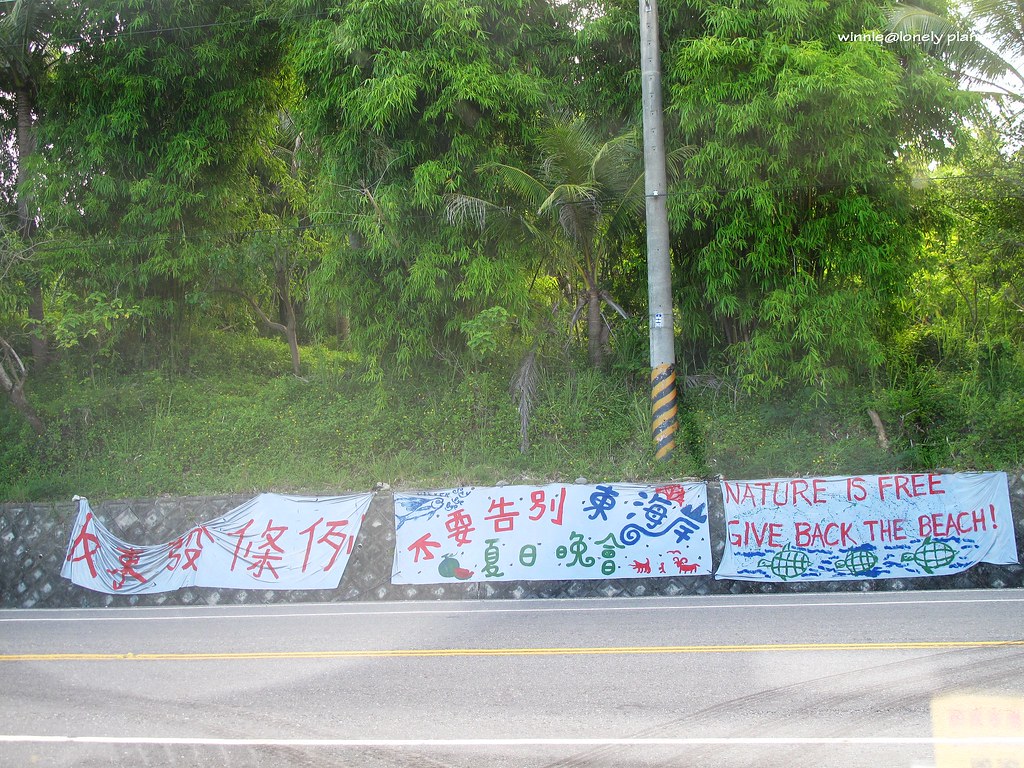 winnie@lonely planet
反東發條例
不要告別東海岸
夏日晚會
NATURE IS FREE
GIVE BACK THE BEACH!